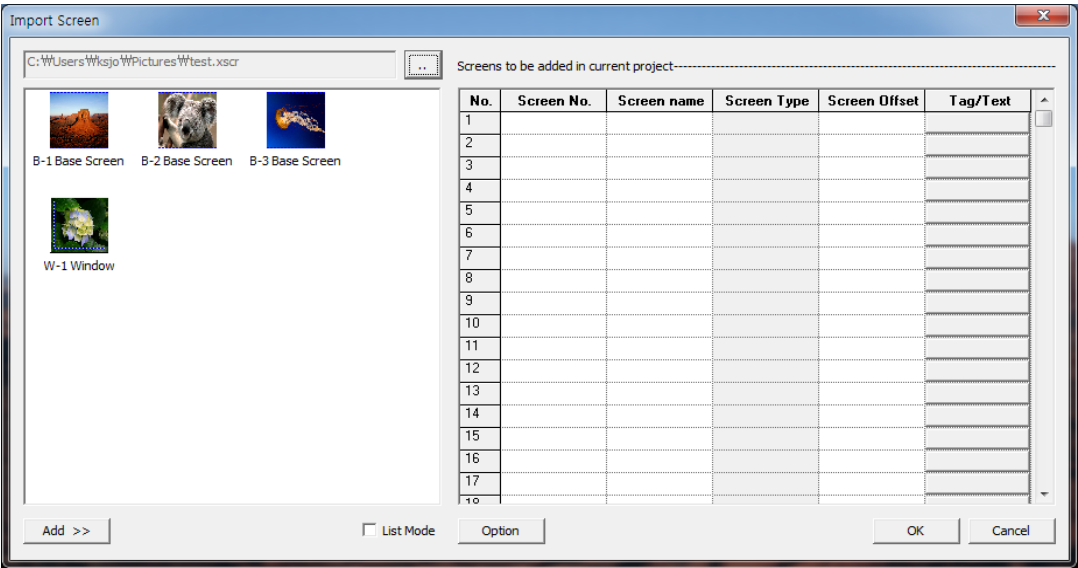 Import Screen
C:₩Users₩ksjo₩Pictures₩test.xscr
..
B-1 Base Screen B-2 Base Screen B-3 Base Screen
W-1 Window
Add >>
List Mode
Screens to be added in current project
No. Screen No. Screen name Screen Type Screen Offset Tag/Text
1
2
3
4
5
6
7
8
9
10
11
12
13
14
15
16
17
18
Option
OK
Cancel